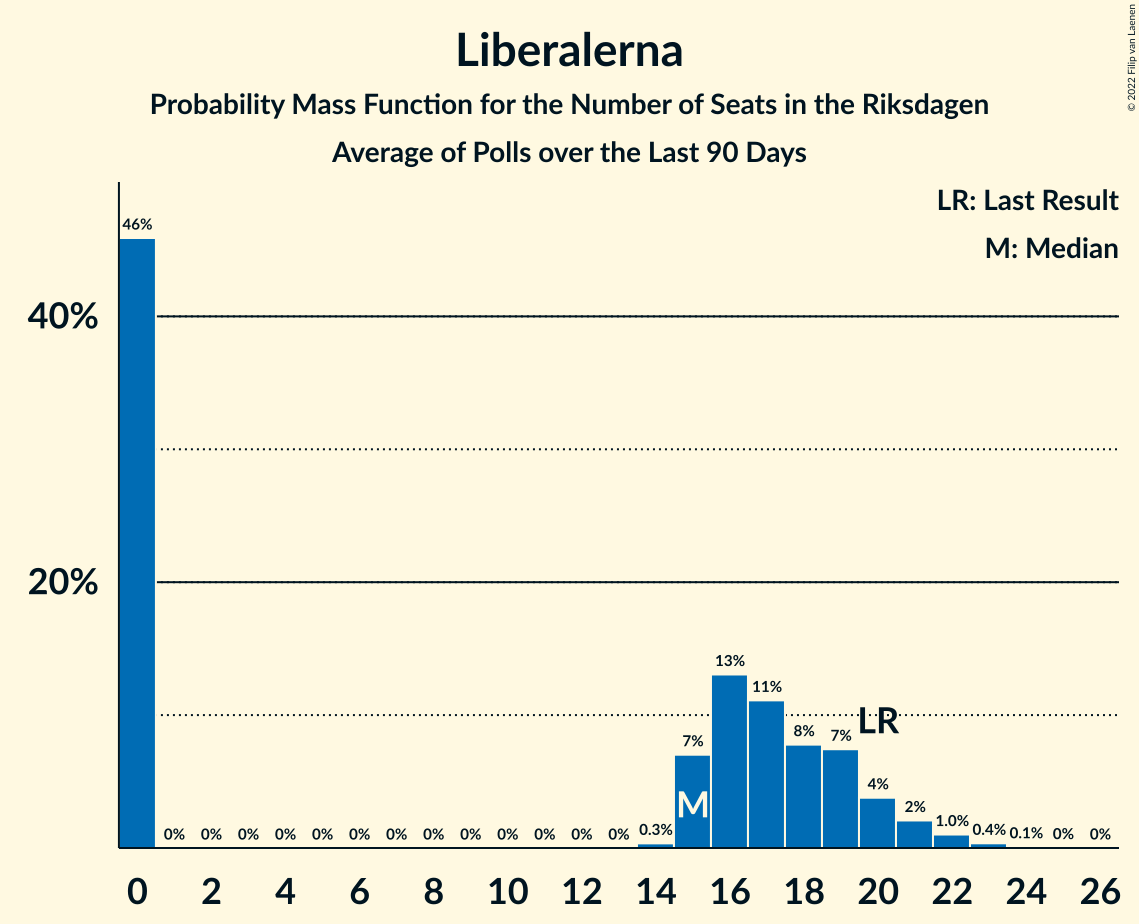 Liberalerna
Probability Mass Function for the Number of Seats in the Riksdagen
Average of Polls over the Last 90 Days
© 2022 Filip van Laenen
LR: Last Result
M: Median
46%
40%
20%
13%
11%
LR
8%
7%
7%
4%
M
2%
1.0%
0% 0% 0% 0% 0% 0% 0% 0% 0% 0% 0% 0% 0% 0.3% 0.4% 0.1% 0% 0%
0 2 4 6 8 10 12 14 16 18 20 22 24 26